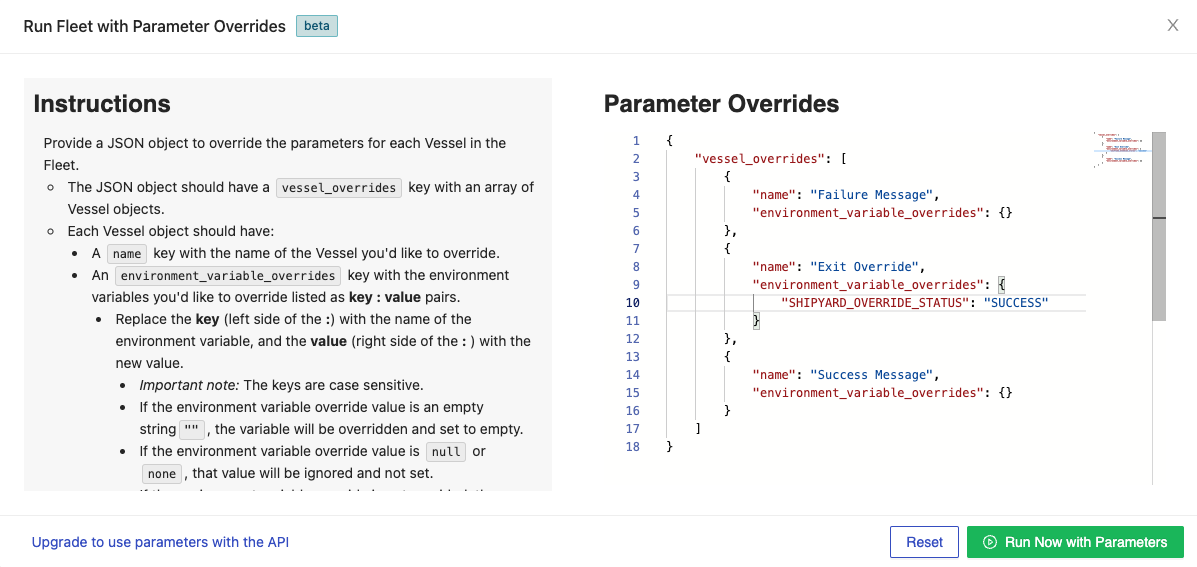 Run Fleet with Parameter Overrides beta
Instructions
Provide a JSON object to override the parameters for each Vessel in the
Fleet.
The JSON object should have a vessel_overrides key with an array of
Vessel objects.
Each Vessel object should have:
A name key with the name of the Vessel you'd like to override.
An environment_variable_overrides key with the environment
variables you'd like to override listed as key : value pairs.
Replace the key (left side of the :) with the name of the
environment variable, and the value (right side of the : ) with the
new value.
Important note: The keys are case sensitive.
If the environment variable override value is an empty
string "" , the variable will be overridden and set to empty.
If the environment variable override value is null or
none , that value will be ignored and not set.
Parameter Overrides
1 {
2 "vessel_overrides": [
3 {
4 "name": "Failure Message",
5 "environment_variable_overrides": {}
6 },
7 {
8 "name": "Exit Override",
9 "environment_variable_overrides": {
10 "SHIPYARD_OVERRIDE_STATUS": "SUCCESS"
11 }
12 },
13 {
14 "name": "Success Message",
15 "environment_variable_overrides": {}
16 }
17 ]
18 }
Upgrade to use parameters with the API
Reset
Run Now with Parameters